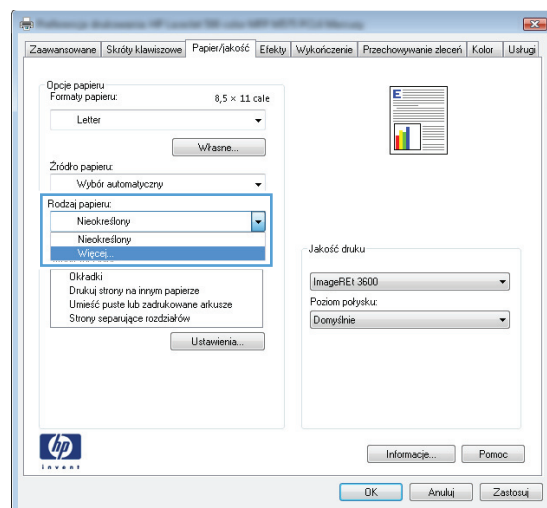 Zaawansowane Skróty klawiszowe Papier/jakość Efekty Wykończenie Przechowywanie zleceń Kolor Usługi
Opcje papieru
Formaty papieru:
8,5 × 11 cale
Letter
Własne...
Źródło papieru:
Wybór automatyczny
Rodzaj papieru:
Nieokreślony
Nieokreślony
Więcej...
Okładki
Drukuj strony na innym papierze
Umieść puste lub zadrukowane arkusze
Strony separujące rozdziałów
Ustawienia...
E
Jakość druku
ImageREt 3600
Poziom połysku:
Domyślnie
hp
invent
Informacje... Pomoc
OK Anuluj Zastosuj